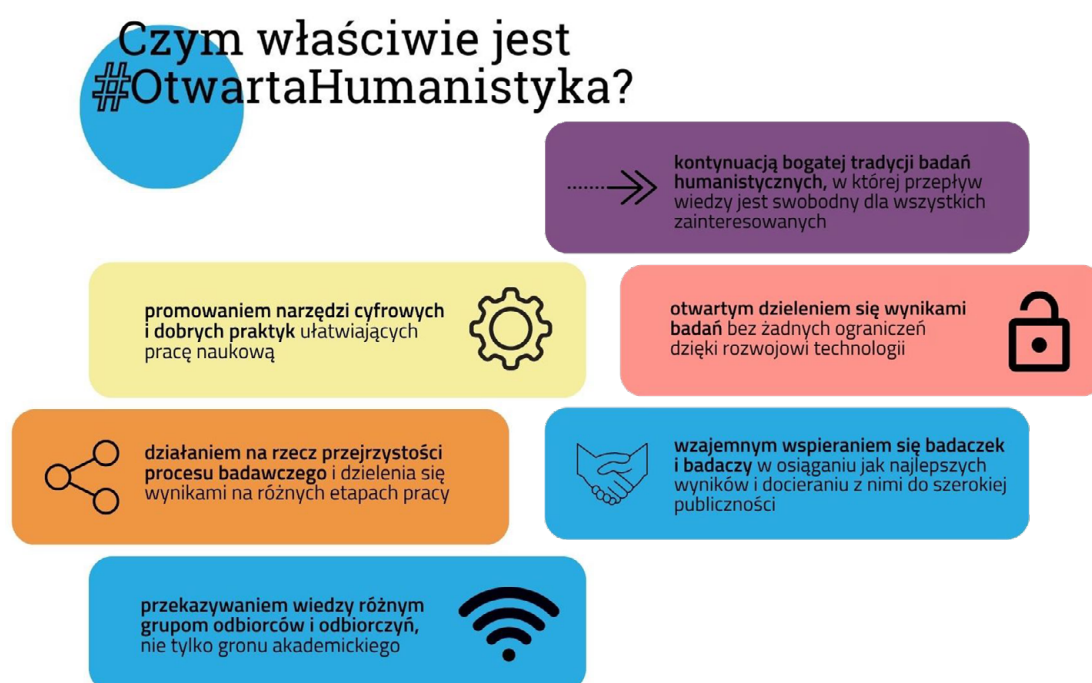 Czym właściwie jest
#OtwartaHumanistyka?
kontynuacją bogatej tradycji badań
humanistycznych, w której przepływ
wiedzy jest swobodny dla wszystkich
zainteresowanych
promowaniem narzędzi cyfrowych
i dobrych praktyk ułatwiających
pracę naukową
otwartym dzieleniem się wynikami
badań bez żadnych ograniczeń
dzięki rozwojowi technologii
działaniem na rzecz przejrzystości
procesu badawczego i dzielenia się
wynikami na różnych etapach pracy
wzajemnym wspieraniem się badaczek
i badaczy w osiąganiu jak najlepszych
wyników i docieraniu z nimi do szerokiej
publiczności
przekazywaniem wiedzy różnym
grupom odbiorców i odbiorczyń,
nie tylko gronu akademickiego